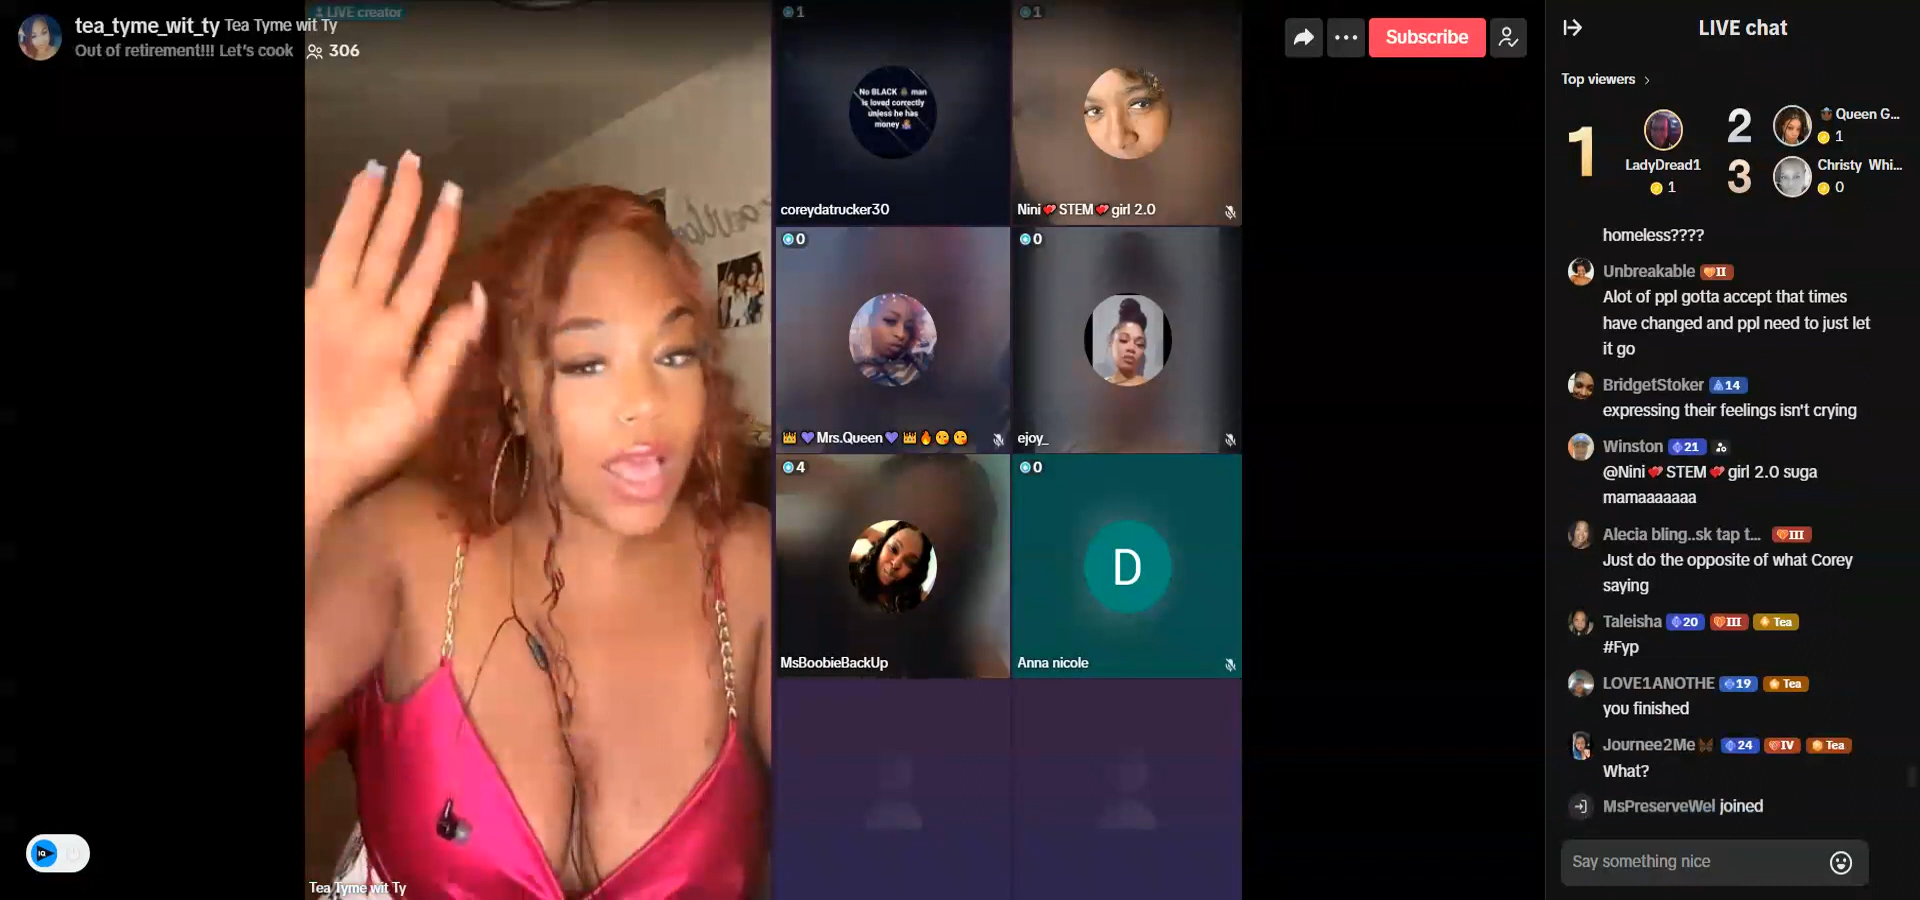 tea_tyme_wit_ty Tea Tyme wit Ty
Out of retirement!!! Let's cook
LIVE creator
306
1
No BLACK man
is loved correctly
unless he has
money
coreydatrucker30
1
Nini STEM girl 2.0
0
Mrs.Queen
0
ejoy_
4
MsBoobieBackUp
0
D
Anna nicole
Tea Tyme wit Ty
Subscribe
LIVE chat
Top viewers
1
LadyDread1
1
2
Queen G...
1
3
Christy Whi...
0
homeless????
Unbreakable II
Alot of ppl gotta accept that times
have changed and ppl need to just let
it go
BridgetStoker 14
expressing their feelings isn't crying
Winston 21
@Nini STEM girl 2.0 suga
mamaaaaaaa
Alecia bling..sk tap t... III
Just do the opposite of what Corey
saying
Taleisha 20 III Tea
#Fyp
LOVE1ANOTHE 19 Tea
you finished
Journee2Me 24 IV Tea
What?
MsPreserveWel joined
Say something nice